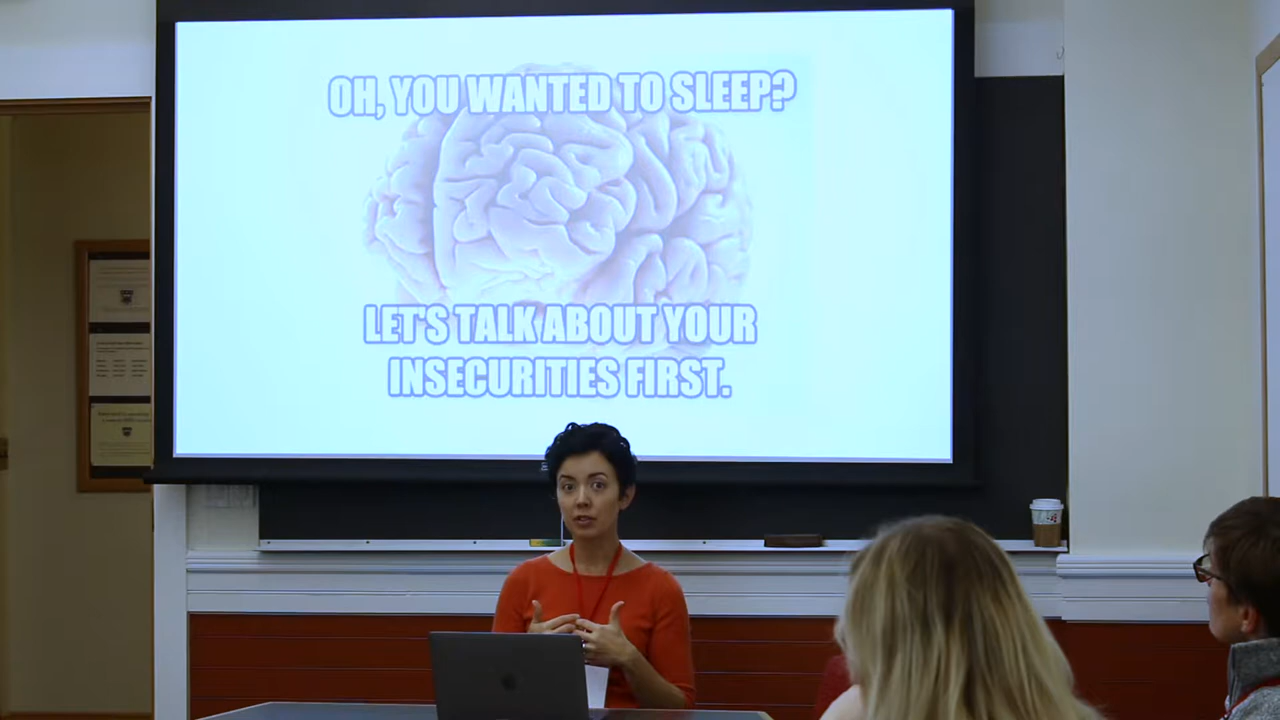 OH, YOU WANTED TO SLEEP?
LET'S TALK ABOUT YOUR
INSECURITIES FIRST.